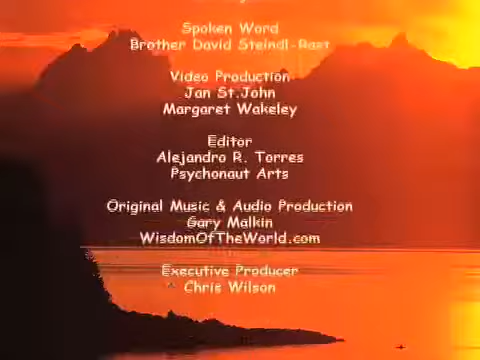 Spoken Word
Brother David Steindl-Rast
Video Production
Jan St.John
Margaret Wakeley
Editor
Alejandro R. Torres
Psychonaut Arts
Original Music & Audio Production
Gary Malkin
WisdomOfTheWorld.com
Executive Producer
Chris Wilson